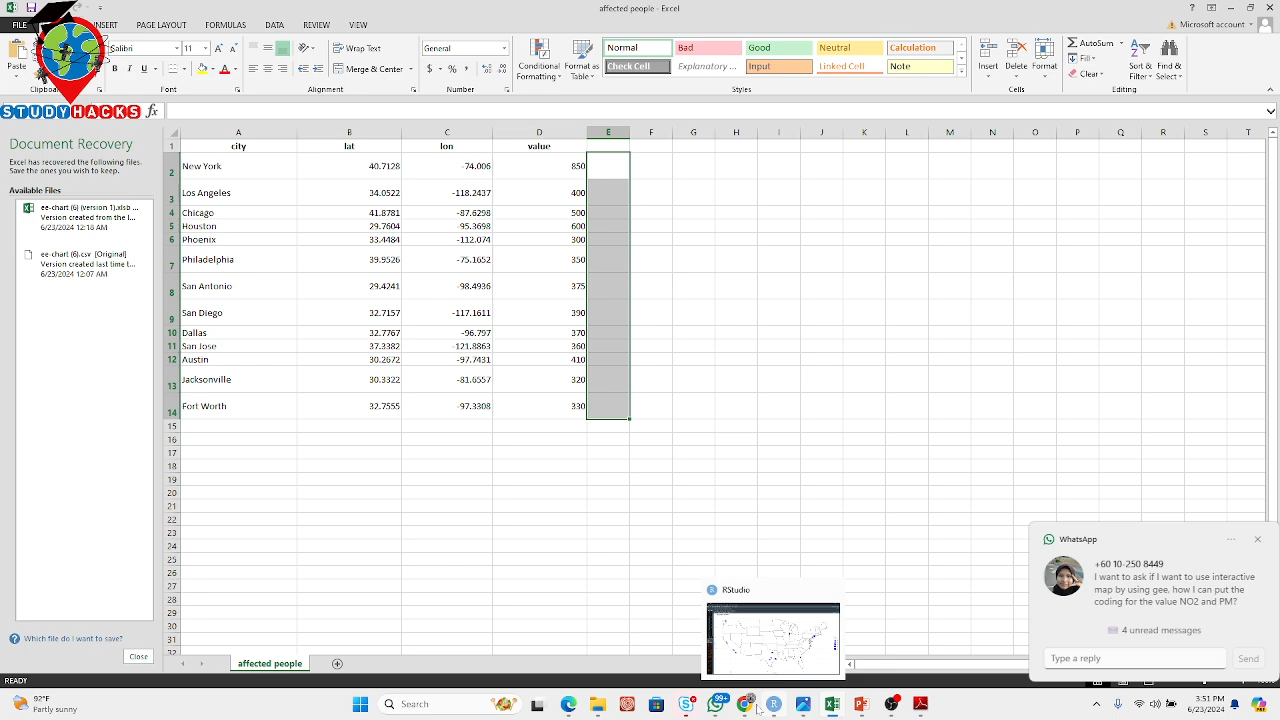 affected people - Excel
FILE
INSERT
PAGE LAYOUT
FORMULAS
DATA
REVIEW
VIEW
Microsoft account
Paste
Clipboard
Calibri
11
B
U
Font
Wrap Text
Merge & Center
Alignment
General
$ % ,
Number
Conditional
Formatting
Format as
Table
Normal
Bad
Good
Neutral
Calculation
Check Cell
Explanatory ...
Input
Linked Cell
Note
Styles
Insert
Delete
Format
Cells
AutoSum
Fill
Clear
Sort &
Filter
Find &
Select
Editing
STUDYHACKS
fx
Document Recovery
Excel has recovered the following files.
Save the ones you wish to keep.
Available Files
ee-chart (6) (version 1).xlsb ...
Version created from the l...
6/23/2024 12:18 AM
ee-chart (6).csv [Original]
Version created last time t...
6/23/2024 12:07 AM
Which file do I want to save?
Close
A B C D E F G H I J K L M N O P Q R S T
1 city lat lon value
2 New York 40.7128 -74.006 850
3 Los Angeles 34.0522 -118.2437 400
4 Chicago 41.8781 -87.6298 500
5 Houston 29.7604 -95.3698 600
6 Phoenix 33.4484 -112.074 300
7 Philadelphia 39.9526 -75.1652 350
8 San Antonio 29.4241 -98.4936 375
9 San Diego 32.7157 -117.1611 390
10 Dallas 32.7767 -96.797 370
11 San Jose 37.3382 -121.8863 360
12 Austin 30.2672 -97.7431 410
13 Jacksonville 30.3322 -81.6557 320
14 Fort Worth 32.7555 -97.3308 330
15
16
17
18
19
20
21
22
23
24
25
26
27
28
29
30
31
32
affected people
READY
RStudio
WhatsApp
+60 10-250 8449
I want to ask if I want to use interactive
map by using gee, how I can put the
coding for the value NO2 and PM?
4 unread messages
Type a reply
Send
92°F
Partly sunny
Search
99+
3:51 PM
6/23/2024